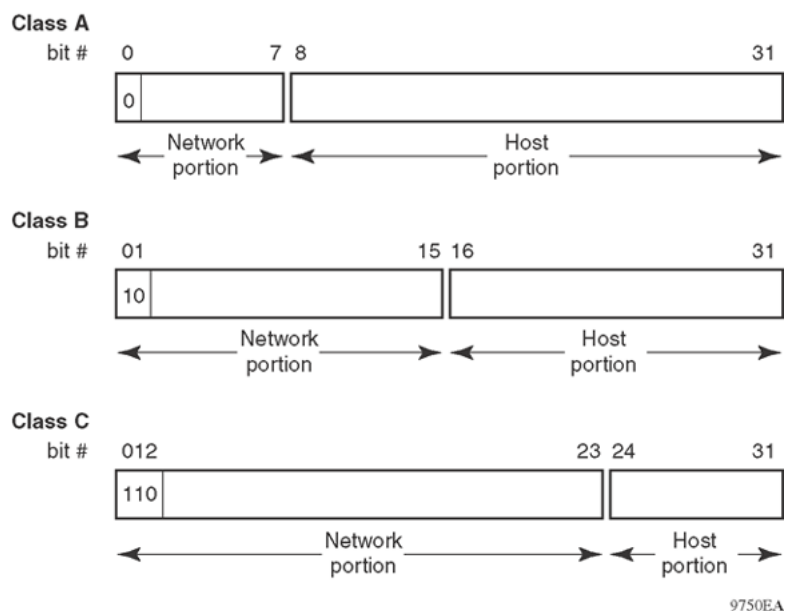 Class A
bit # 0 7 8 31
0
Network portion Host portion
Class B
bit # 01 15 16 31
10
Network portion Host portion
Class C
bit # 012 23 24 31
110
Network portion Host portion
9750EA